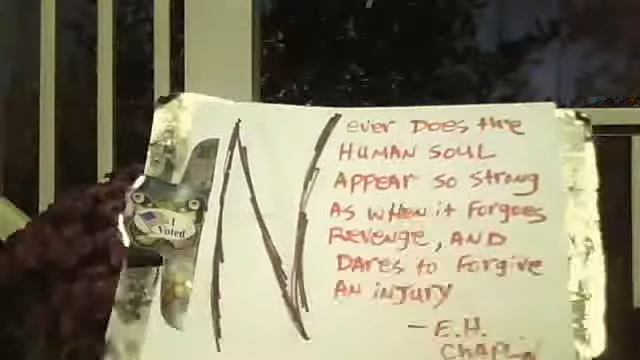 I
Voted
Never Does the
HUMAN SOUL
APPEAR so strong
As when it Forgoes
Revenge, AND
DARes to Forgive
AN injury
- E.H.
Chapin